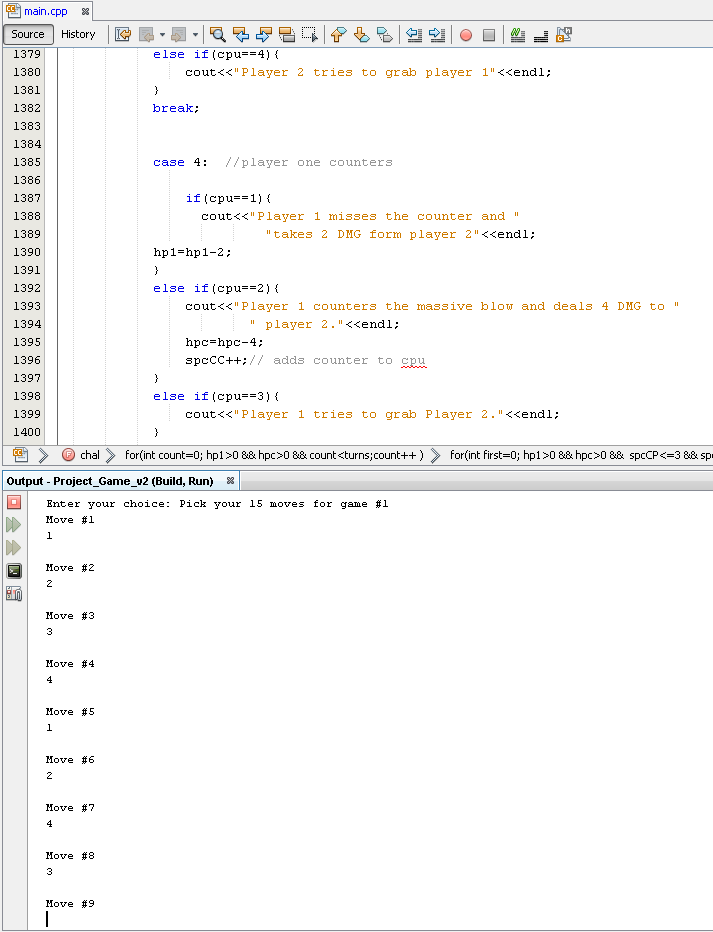 main.cpp
Source History
1379 else if(cpu==4){
1380 cout<<"Player 2 tries to grab player 1"<<endl;
1381 }
1382 break;
1383
1384
1385 case 4: //player one counters
1386
1387 if(cpu==1){
1388 cout<<"Player 1 misses the counter and "
1389 "takes 2 DMG form player 2"<<endl;
1390 hp1=hp1-2;
1391 }
1392 else if(cpu==2){
1393 cout<<"Player 1 counters the massive blow and deals 4 DMG to "
1394 " player 2."<<endl;
1395 hpc=hpc-4;
1396 spcCC++;// adds counter to cpu
1397 }
1398 else if(cpu==3){
1399 cout<<"Player 1 tries to grab Player 2."<<endl;
1400 }
chal for(int count=0; hp1>0 && hpc>0 && count<turns;count++ ) for(int first=0; hp1>0 && hpc>0 && spcCP<=3 && spc
Output - Project_Game_v2 (Build, Run)
Enter your choice: Pick your 15 moves for game #1
Move #1
1
Move #2
2
Move #3
3
Move #4
4
Move #5
1
Move #6
2
Move #7
4
Move #8
3
Move #9